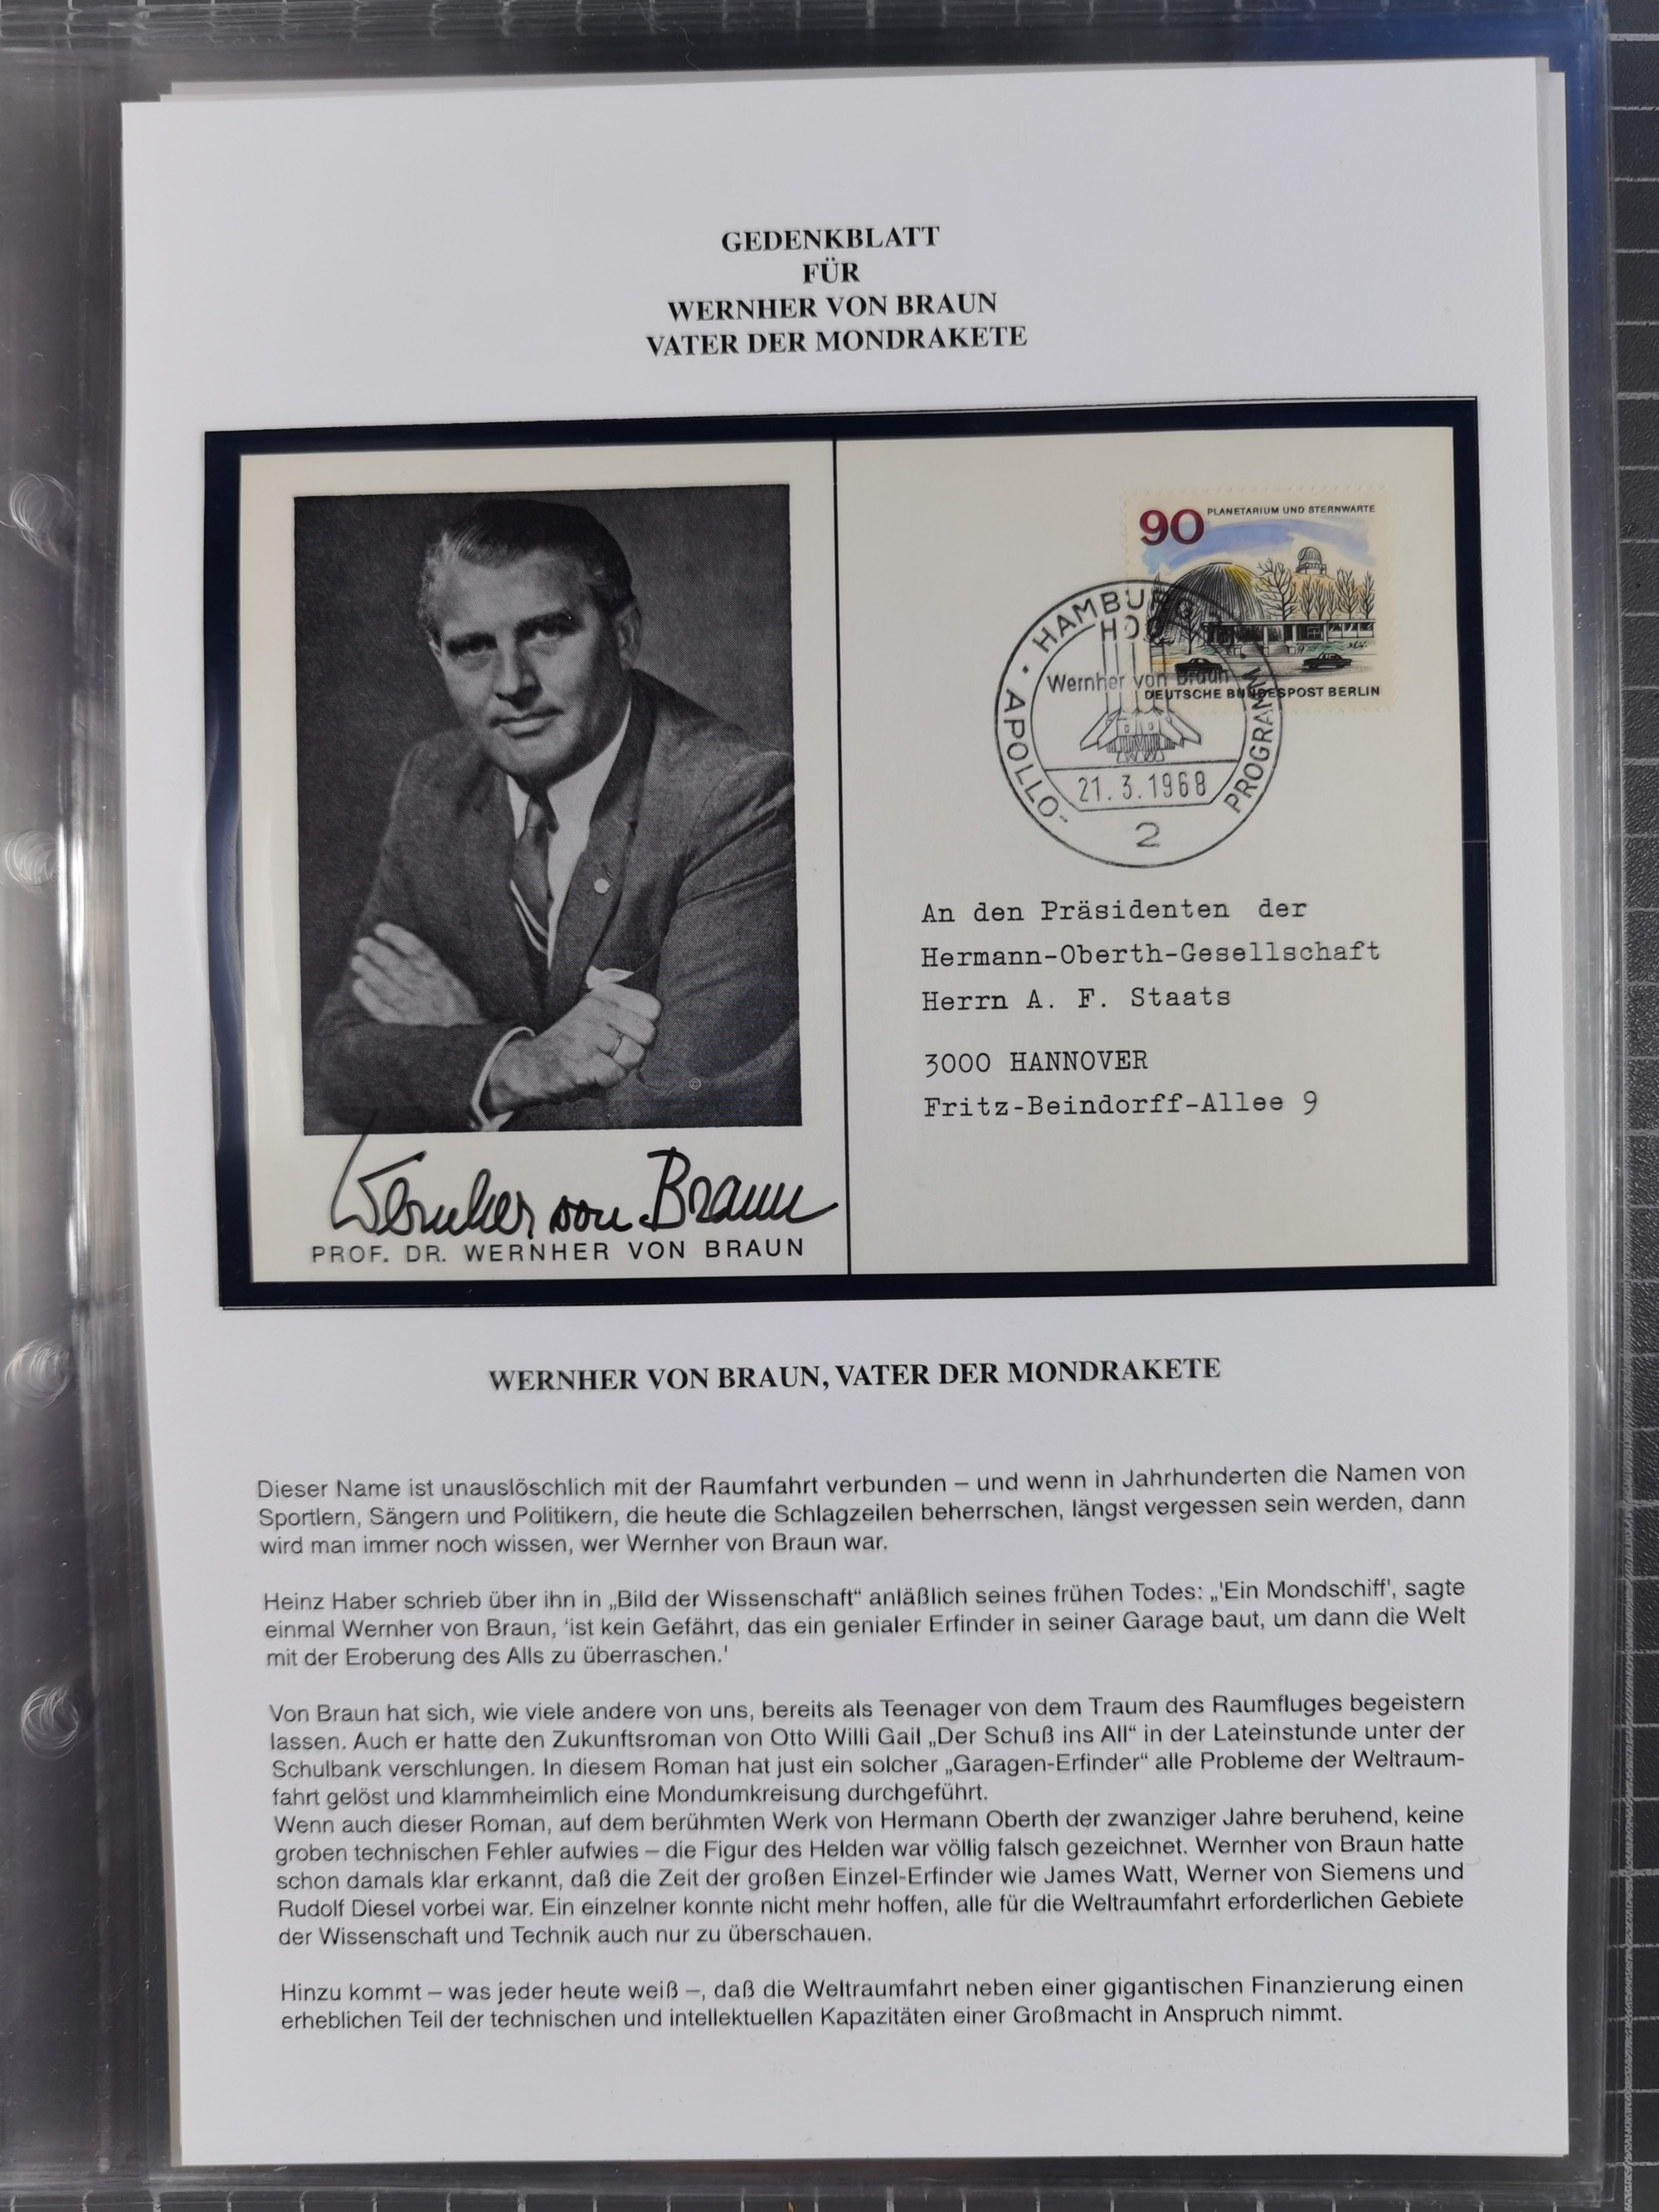 GEDENKBLATT
FÜR
WERNHER VON BRAUN
VATER DER MONDRAKETE
Wernher von Braun
PROF. DR. WERNHER VON BRAUN
90 PLANETARIUM UND STERNWARTE
DEUTSCHE BUNDESPOST BERLIN
HAMBURG
APOLLO-PROGRAMM
Wernher von Braun
21.3.1968
2
An den Präsidenten der
Hermann-Oberth-Gesellschaft
Herrn A. F. Staats
3000 HANNOVER
Fritz-Beindorff-Allee 9
WERNHER VON BRAUN, VATER DER MONDRAKETE
Dieser Name ist unauslöschlich mit der Raumfahrt verbunden – und wenn in Jahrhunderten die Namen von
Sportlern, Sängern und Politikern, die heute die Schlagzeilen beherrschen, längst vergessen sein werden, dann
wird man immer noch wissen, wer Wernher von Braun war.
Heinz Haber schrieb über ihn in „Bild der Wissenschaft“ anläßlich seines frühen Todes: „'Ein Mondschiff', sagte
einmal Wernher von Braun, ‘ist kein Gefährt, das ein genialer Erfinder in seiner Garage baut, um dann die Welt
mit der Eroberung des Alls zu überraschen.'
Von Braun hat sich, wie viele andere von uns, bereits als Teenager von dem Traum des Raumfluges begeistern
lassen. Auch er hatte den Zukunftsroman von Otto Willi Gail „Der Schuß ins All“ in der Lateinstunde unter der
Schulbank verschlungen. In diesem Roman hat just ein solcher „Garagen-Erfinder“ alle Probleme der Weltraum-
fahrt gelöst und klammheimlich eine Mondumkreisung durchgeführt.
Wenn auch dieser Roman, auf dem berühmten Werk von Hermann Oberth der zwanziger Jahre beruhend, keine
groben technischen Fehler aufwies – die Figur des Helden war völlig falsch gezeichnet. Wernher von Braun hatte
schon damals klar erkannt, daß die Zeit der großen Einzel-Erfinder wie James Watt, Werner von Siemens und
Rudolf Diesel vorbei war. Ein einzelner konnte nicht mehr hoffen, alle für die Weltraumfahrt erforderlichen Gebiete
der Wissenschaft und Technik auch nur zu überschauen.
Hinzu kommt – was jeder heute weiß –, daß die Weltraumfahrt neben einer gigantischen Finanzierung einen
erheblichen Teil der technischen und intellektuellen Kapazitäten einer Großmacht in Anspruch nimmt.